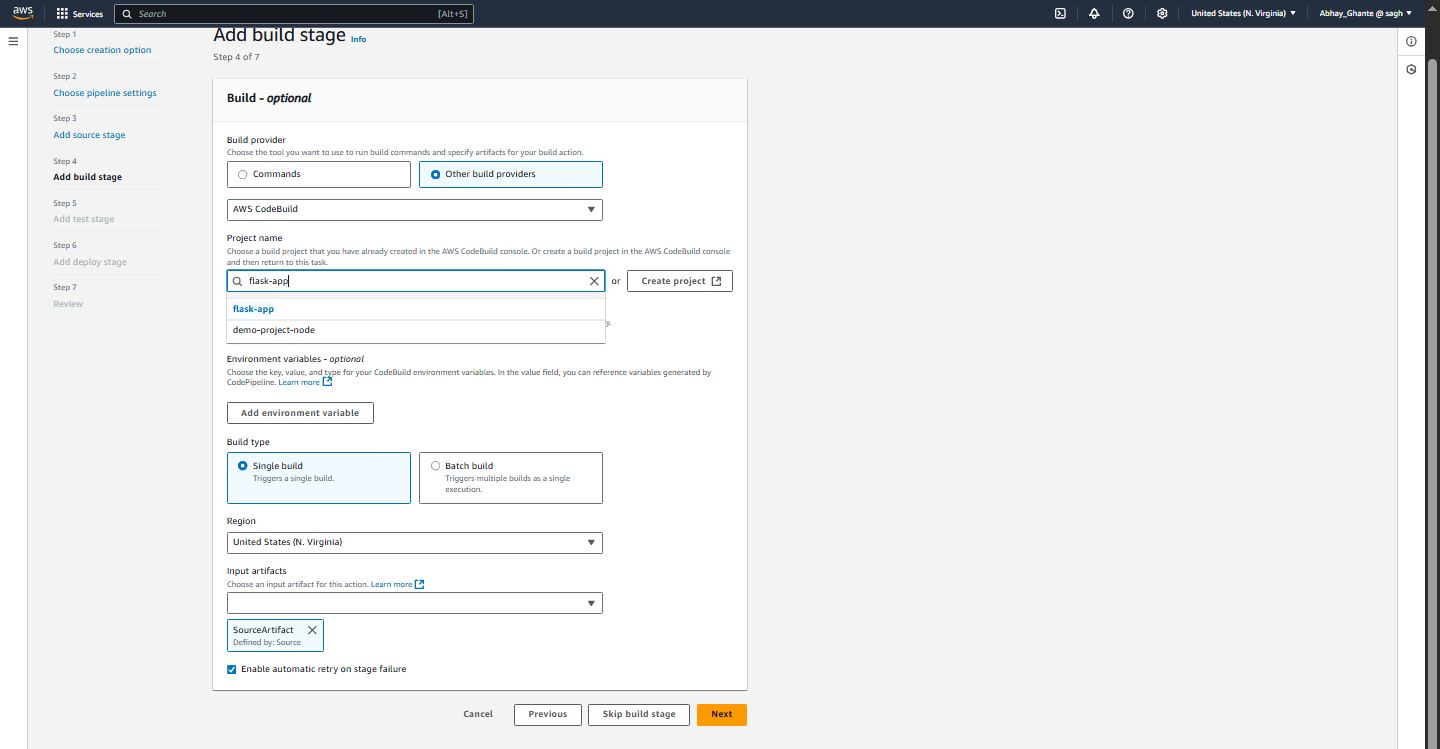 aws
Services
Search
[Alt+S]
United States (N. Virginia)
Abhay_Ghante @ sagh
Step 1
Choose creation option
Step 2
Choose pipeline settings
Step 3
Add source stage
Step 4
Add build stage
Step 5
Add test stage
Step 6
Add deploy stage
Step 7
Review
Add build stage Info
Step 4 of 7
Build - optional
Build provider
Choose the tool you want to use to run build commands and specify artifacts for your build action.
Commands
Other build providers
AWS CodeBuild
Project name
Choose a build project that you have already created in the AWS CodeBuild console. Or create a build project in the AWS CodeBuild console
and then return to this task.
flask-app
or
Create project
flask-app
demo-project-node
y.
Environment variables - optional
Choose the key, value, and type for your CodeBuild environment variables. In the value field, you can reference variables generated by
CodePipeline. Learn more
Add environment variable
Build type
Single build
Triggers a single build.
Batch build
Triggers multiple builds as a single
execution.
Region
United States (N. Virginia)
Input artifacts
Choose an input artifact for this action. Learn more
SourceArtifact
Defined by: Source
Enable automatic retry on stage failure
Cancel
Previous
Skip build stage
Next